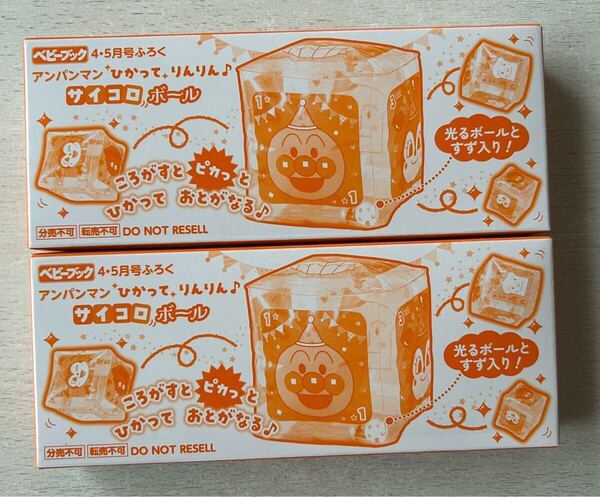 ベビーブック 4・5月号ふろく
アンパンマン ひかって りんりん♪
サイコロ ボール
光るボールと
すず入り!
ころがすと ピカっと
ひかって おとがなる♪
分売不可 転売不可 DO NOT RESELL
1
1
3
ベビーブック 4・5月号ふろく
アンパンマン ひかって りんりん♪
サイコロ ボール
光るボールと
すず入り!
ころがすと ピカっと
ひかって おとがなる♪
分売不可 転売不可 DO NOT RESELL
1
1
3